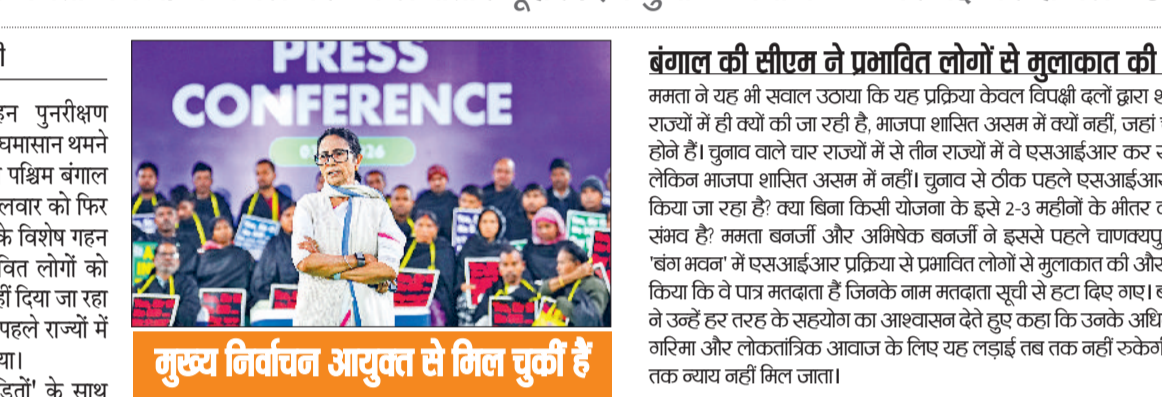 ी
हन पुनरीक्षण
घमासान थमने
पश्चिम बंगाल
लवार को फिर
के विशेष गहन
वित लोगों को
हीं दिया जा रहा
पहले राज्यों में
या।
डितों' के साथ
PRESS
CONFERENCE
मुख्य निर्वाचन आयुक्त से मिल चुकीं हैं
बंगाल की सीएम ने प्रभावित लोगों से मुलाकात की
ममता ने यह भी सवाल उठाया कि यह प्रक्रिया केवल विपक्षी दलों द्वारा श
राज्यों में ही क्यों की जा रही है, भाजपा शासित असम में क्यों नहीं, जहां
होने हैं। चुनाव वाले चार राज्यों में से तीन राज्यों में वे एसआईआर कर
लेकिन भाजपा शासित असम में नहीं। चुनाव से ठीक पहले एसआईआर
किया जा रहा है? क्या बिना किसी योजना के इसे 2-3 महीनों के भीतर
संभव है? ममता बनर्जी और अभिषेक बनर्जी ने इससे पहले चाणक्यपु
'बंग भवन' में एसआईआर प्रक्रिया से प्रभावित लोगों से मुलाकात की और
किया कि वे पात्र मतदाता हैं जिनके नाम मतदाता सूची से हटा दिए गए। ब
ने उन्हें हर तरह के सहयोग का आश्वासन देते हुए कहा कि उनके अधि
गरिमा और लोकतांत्रिक आवाज के लिए यह लड़ाई तब तक नहीं रुकेगी
तक न्याय नहीं मिल जाता।